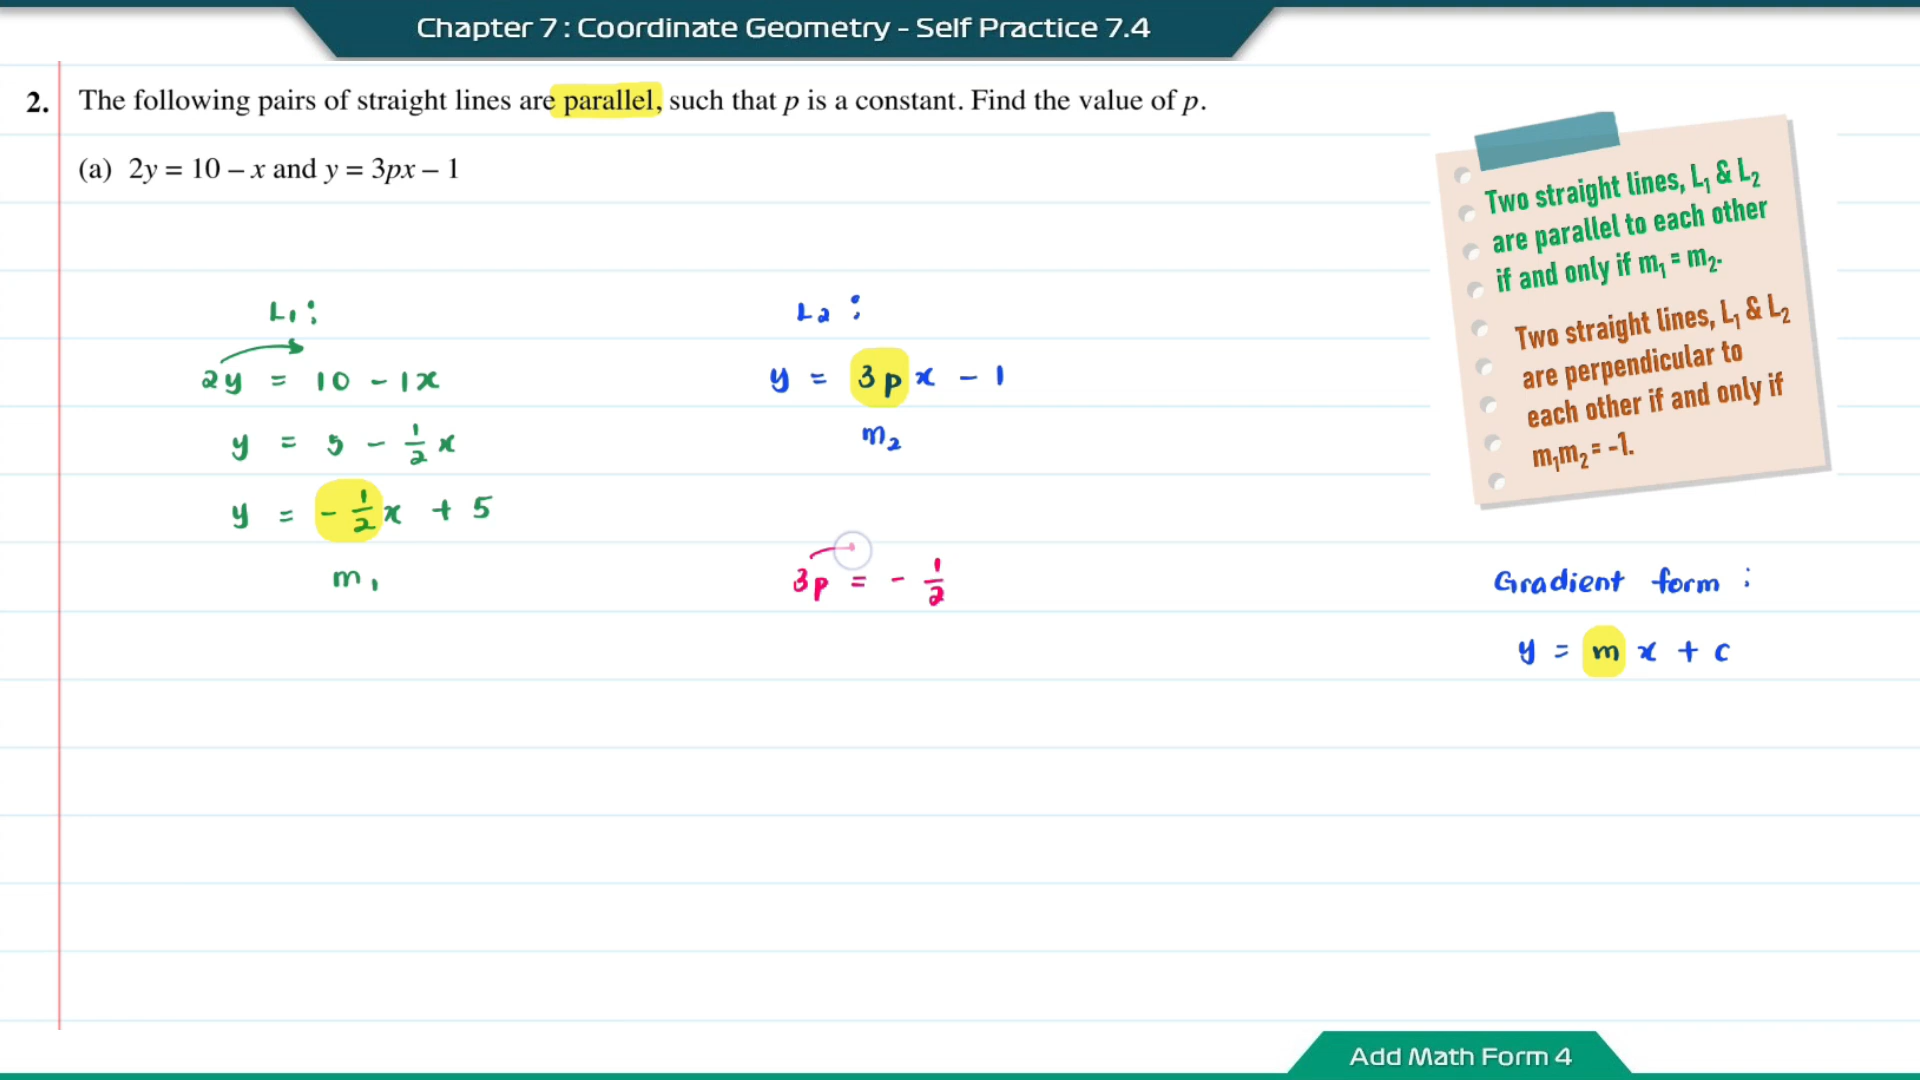 Chapter 7 : Coordinate Geometry - Self Practice 7.4
2. The following pairs of straight lines are parallel, such that p is a constant. Find the value of p.
(a) 2y = 10 – x and y = 3px – 1
L₁ :
2y = 10 - 1x
y = 5 - 1/2 x
y = - 1/2 x + 5
m₁
L₂ :
y = 3p x - 1
m₂
3p = - 1/2
Two straight lines, L₁ & L₂
are parallel to each other
if and only if m₁ = m₂.
Two straight lines, L₁ & L₂
are perpendicular to
each other if and only if
m₁m₂ = -1.
Gradient form :
y = m x + c
Add Math Form 4